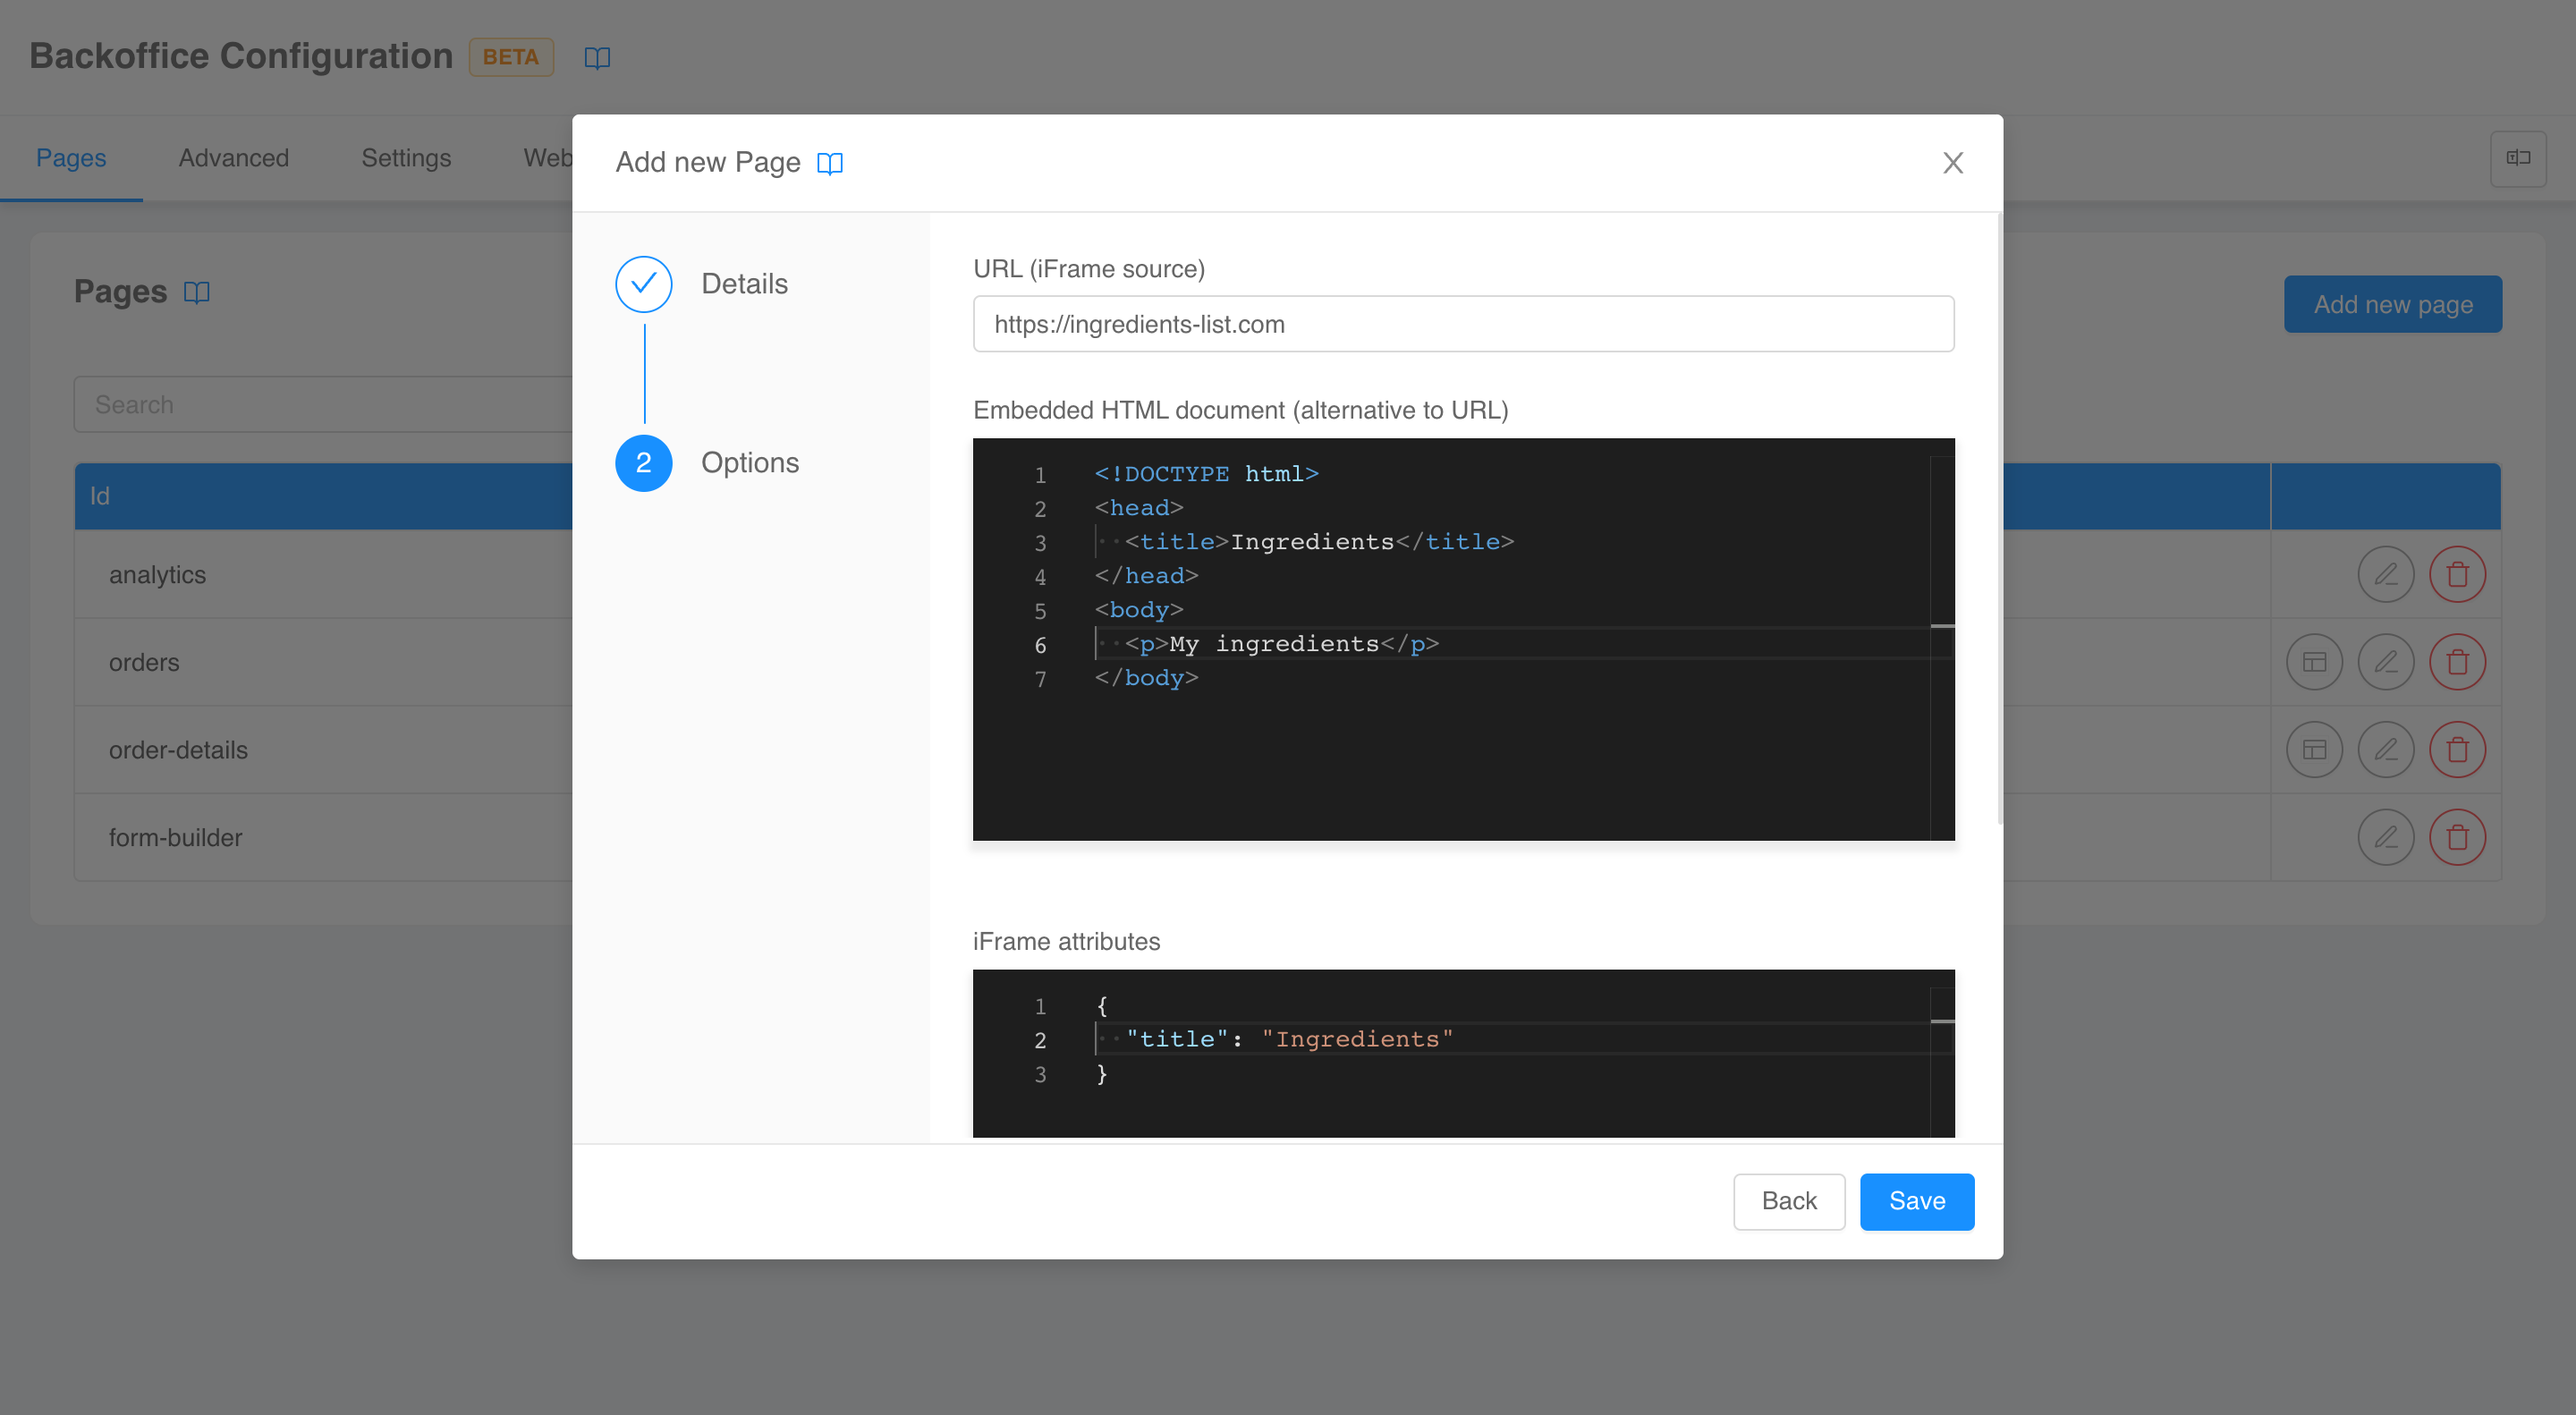 Backoffice Configuration BETA
Pages Advanced Settings Web
Add new Page
Details
2 Options
URL (iFrame source)
https://ingredients-list.com
Embedded HTML document (alternative to URL)
1 <!DOCTYPE html>
2 <head>
3 <title>Ingredients</title>
4 </head>
5 <body>
6 <p>My ingredients</p>
7 </body>
iFrame attributes
1 {
2 "title": "Ingredients"
3 }
Back Save
Pages
Add new page
Search
Id
analytics
orders
order-details
form-builder